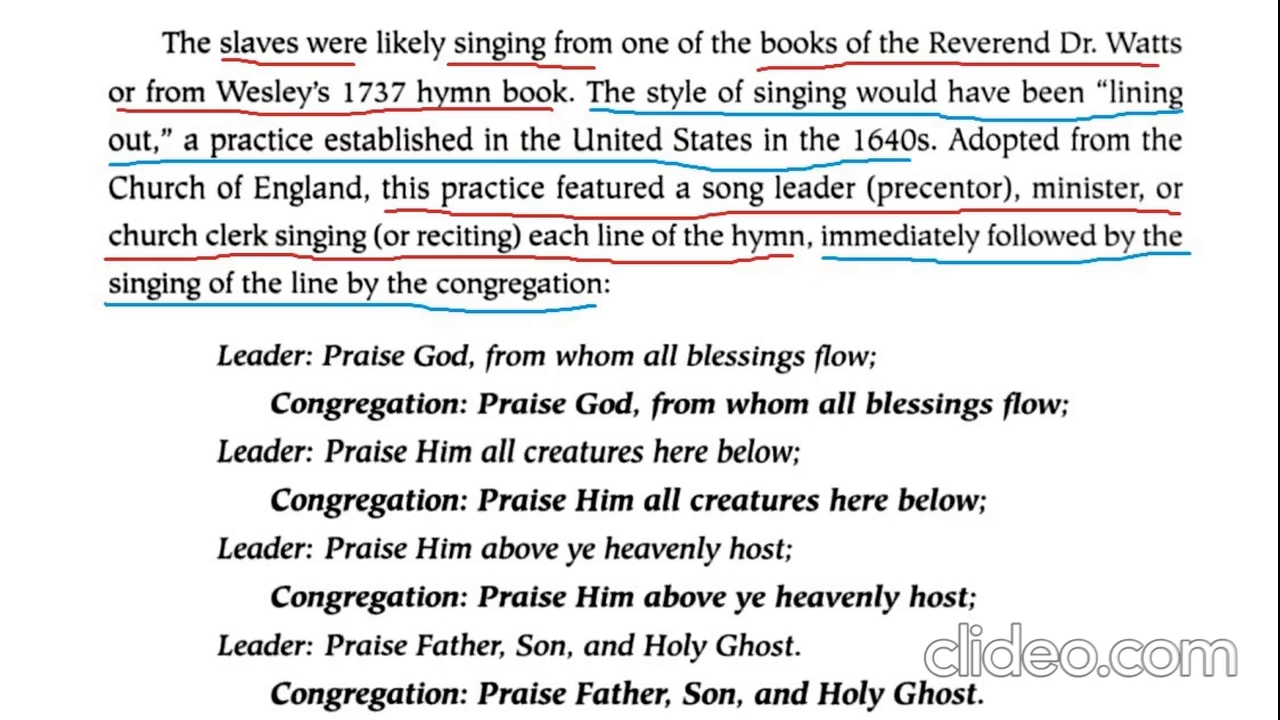 The slaves were likely singing from one of the books of the Reverend Dr. Watts
or from Wesley's 1737 hymn book. The style of singing would have been "lining
out," a practice established in the United States in the 1640s. Adopted from the
Church of England, this practice featured a song leader (precentor), minister, or
church clerk singing (or reciting) each line of the hymn, immediately followed by the
singing of the line by the congregation:
Leader: Praise God, from whom all blessings flow;
Congregation: Praise God, from whom all blessings flow;
Leader: Praise Him all creatures here below;
Congregation: Praise Him all creatures here below;
Leader: Praise Him above ye heavenly host;
Congregation: Praise Him above ye heavenly host;
Leader: Praise Father, Son, and Holy Ghost.
Congregation: Praise Father, Son, and Holy Ghost.
clideo.com